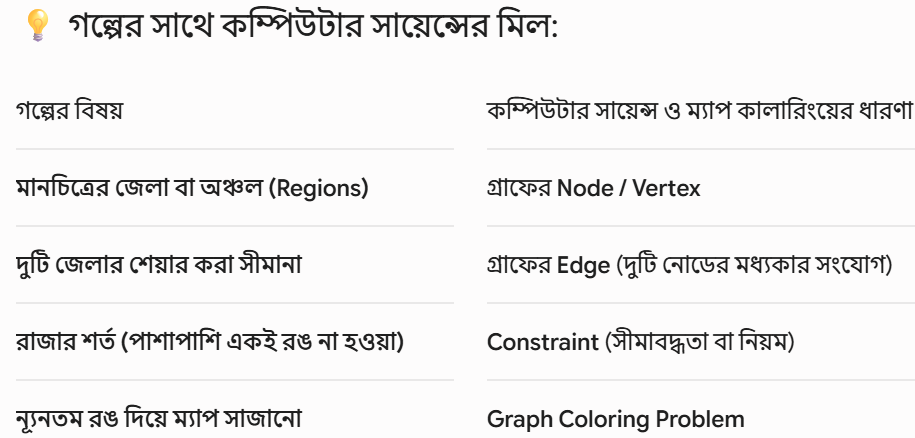 💡 গল্পের সাথে কম্পিউটার সায়েন্সের মিল:
গল্পের বিষয় কম্পিউটার সায়েন্স ও ম্যাপ কালারিংয়ের ধারণা
মানচিত্রের জেলা বা অঞ্চল (Regions) গ্রাফের Node / Vertex
দুটি জেলার শেয়ার করা সীমানা গ্রাফের Edge (দুটি নোডের মধ্যকার সংযোগ)
রাজার শর্ত (পাশাপাশি একই রঙ না হওয়া) Constraint (সীমাবদ্ধতা বা নিয়ম)
ন্যূনতম রঙ দিয়ে ম্যাপ সাজানো Graph Coloring Problem